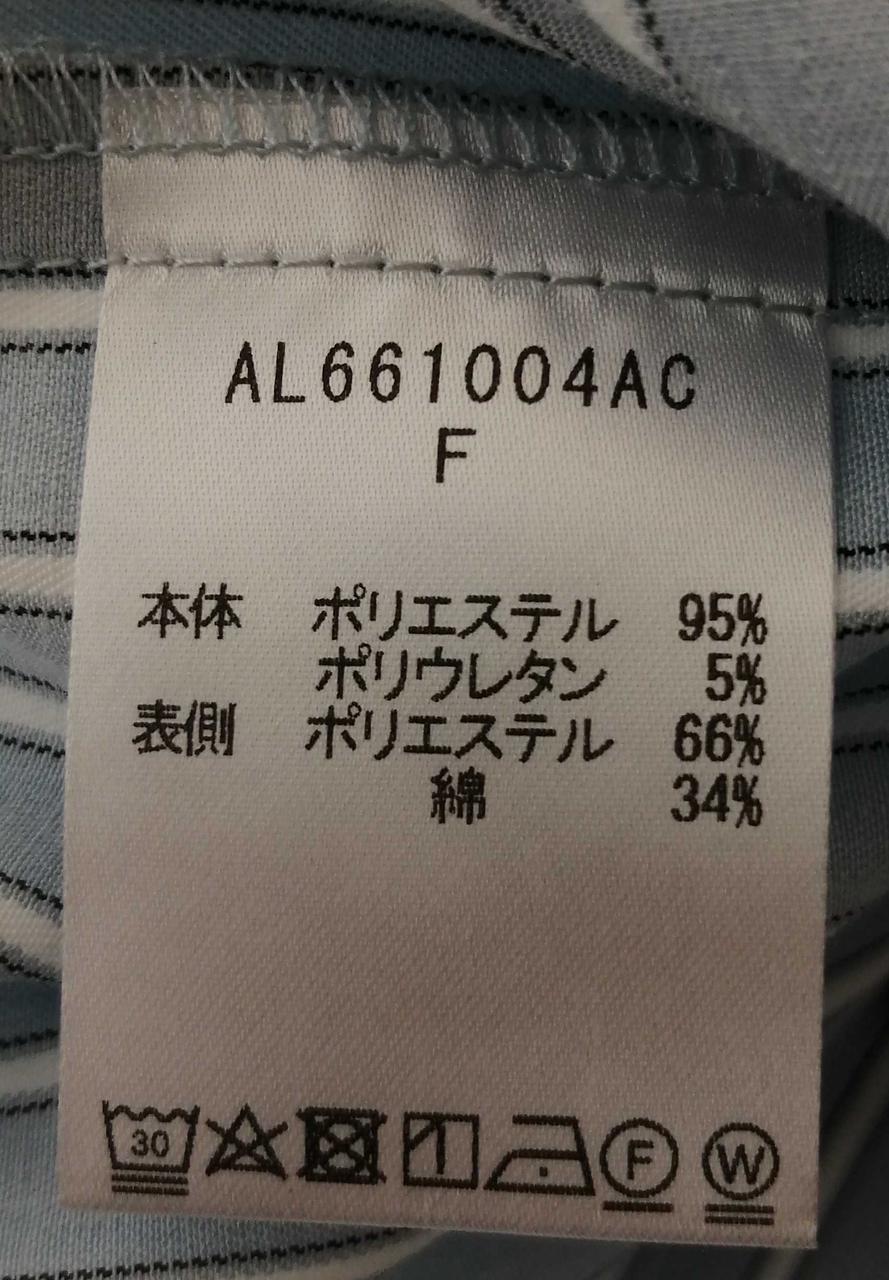 AL661004AC
F
本体 ポリエステル 95%
ポリウレタン 5%
表側 ポリエステル 66%
綿 34%
30 F W